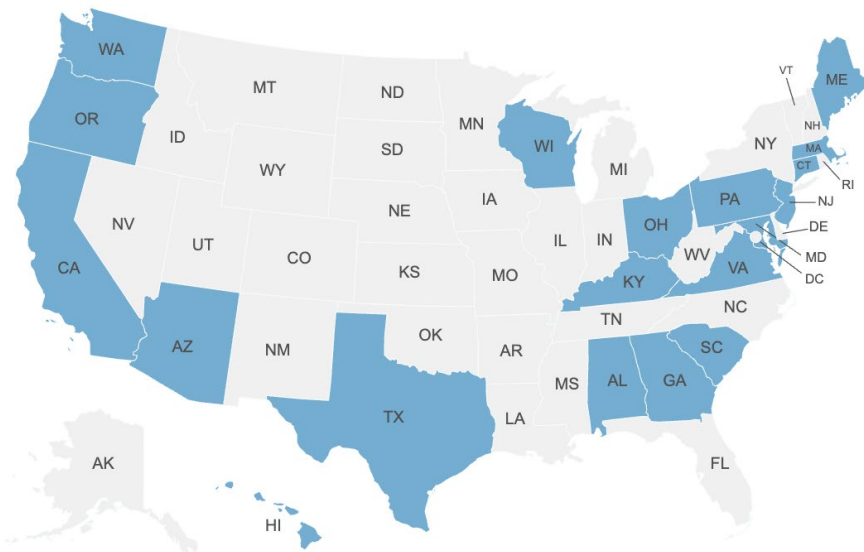 WA
MT
ND
MN
VT
ME
OR
ID
SD
WI
NY
NH
MA
WY
MI
CT
RI
IA
PA
NJ
NV
NE
OH
DE
UT
IL
IN
WV
MD
CA
CO
KS
MO
KY
VA
DC
TN
NC
AZ
NM
OK
AR
SC
MS
AL
GA
TX
LA
AK
FL
HI